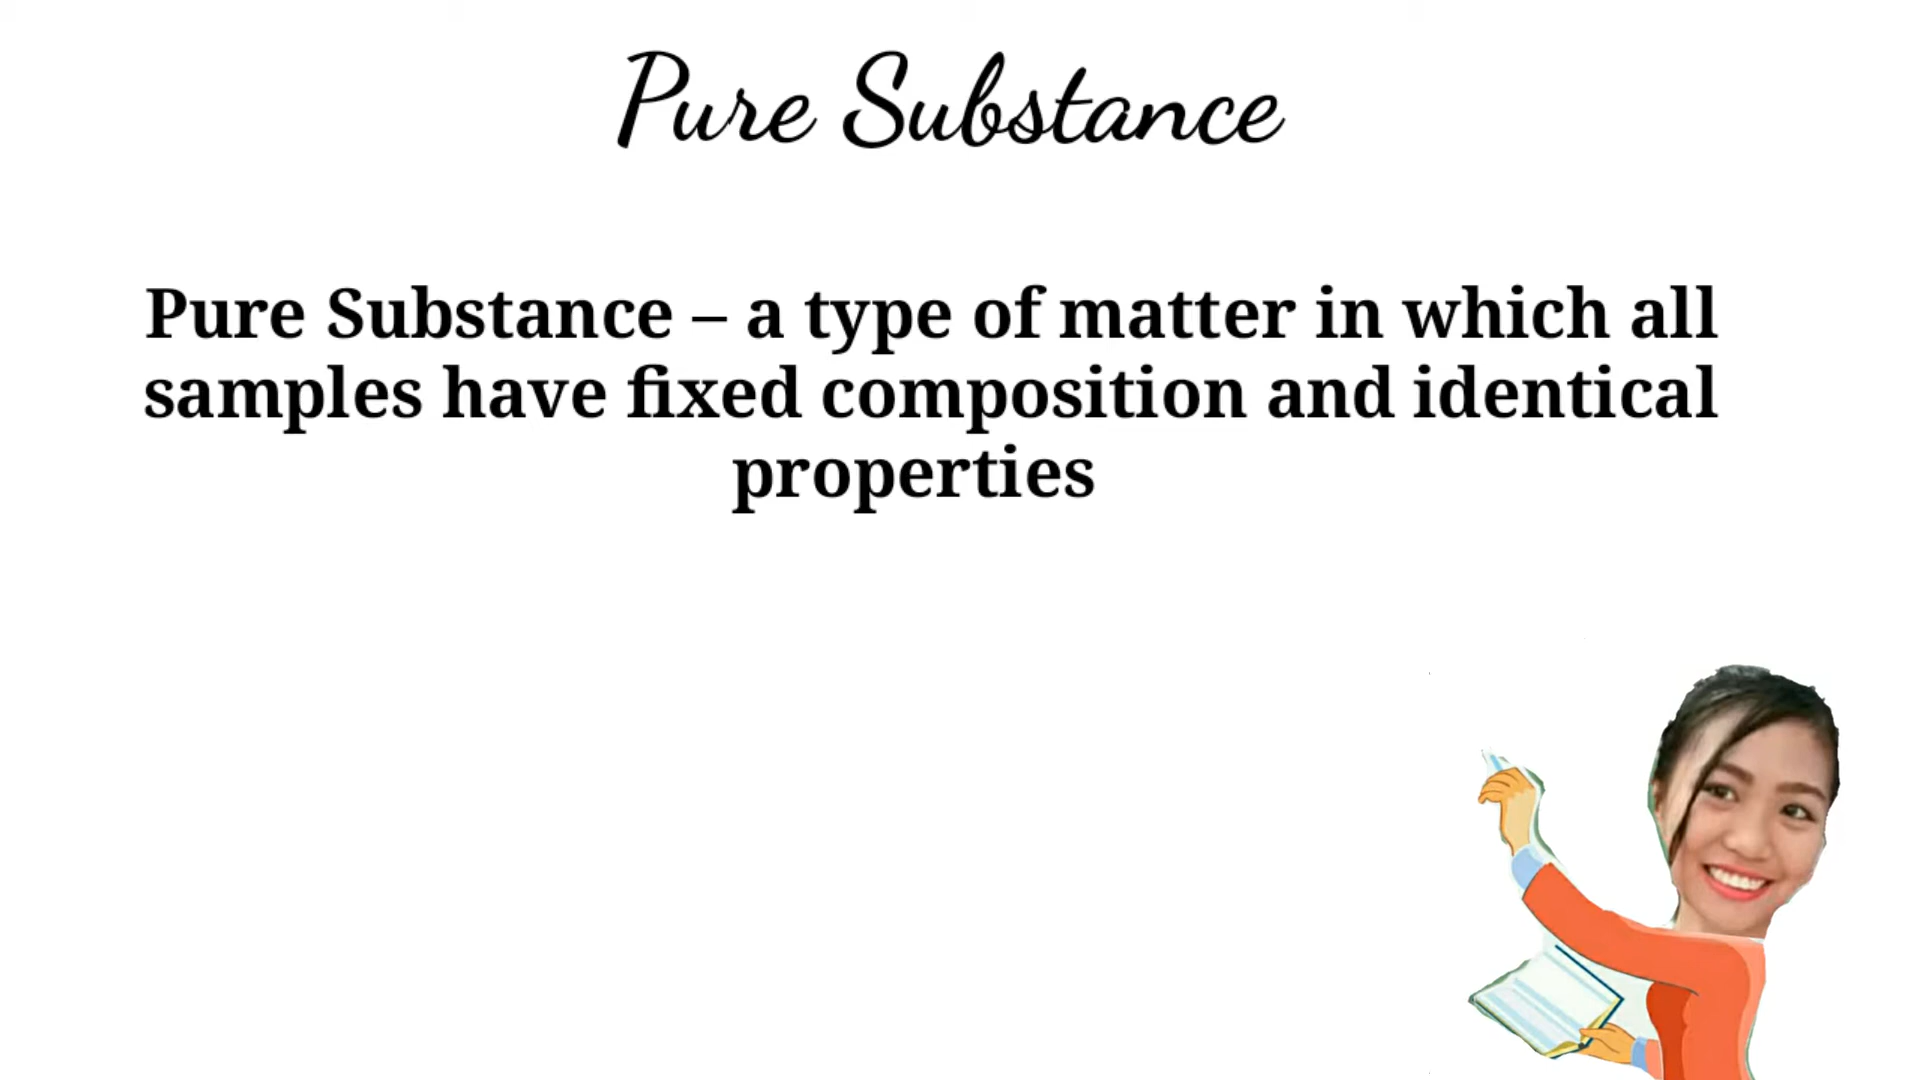 Pure Substance
Pure Substance – a type of matter in which all
samples have fixed composition and identical
properties